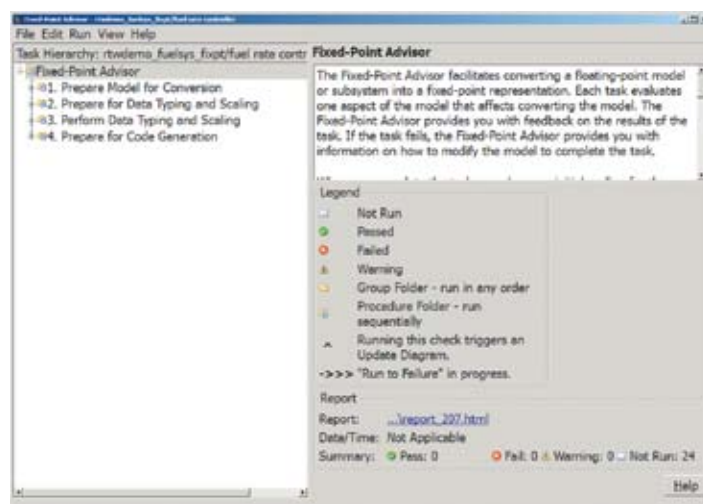 Fixed-Point Advisor - rtwdemo_fuelsys_fixpt/fuel rate controller
File Edit Run View Help
Task Hierarchy: rtwdemo_fuelsys_fixpt/fuel rate contr
Fixed-Point Advisor
1. Prepare Model for Conversion
2. Prepare for Data Typing and Scaling
3. Perform Data Typing and Scaling
4. Prepare for Code Generation
Fixed-Point Advisor
The Fixed-Point Advisor facilitates converting a floating-point model
or subsystem into a fixed-point representation. Each task evaluates
one aspect of the model that affects converting the model. The
Fixed-Point Advisor provides you with feedback on the results of the
task. If the task fails, the Fixed-Point Advisor provides you with
information on how to modify the model to complete the task.
Legend
Not Run
Passed
Failed
Warning
Group Folder - run in any order
Procedure Folder - run
sequentially
^ Running this check triggers an
Update Diagram.
->>> "Run to Failure" in progress.
Report
Report: ...\report_207.html
Date/Time: Not Applicable
Summary: Pass: 0 Fail: 0 Warning: 0 Not Run: 24
Help